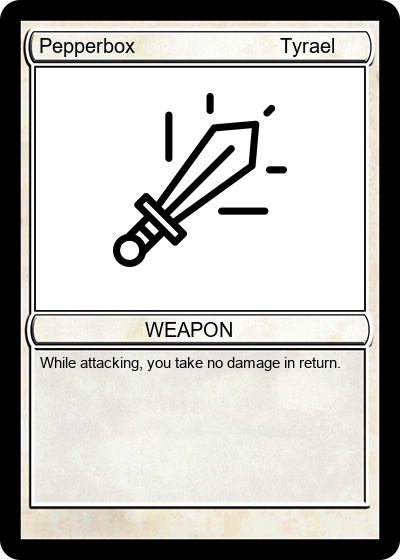 Pepperbox Tyrael
WEAPON
While attacking, you take no damage in return.